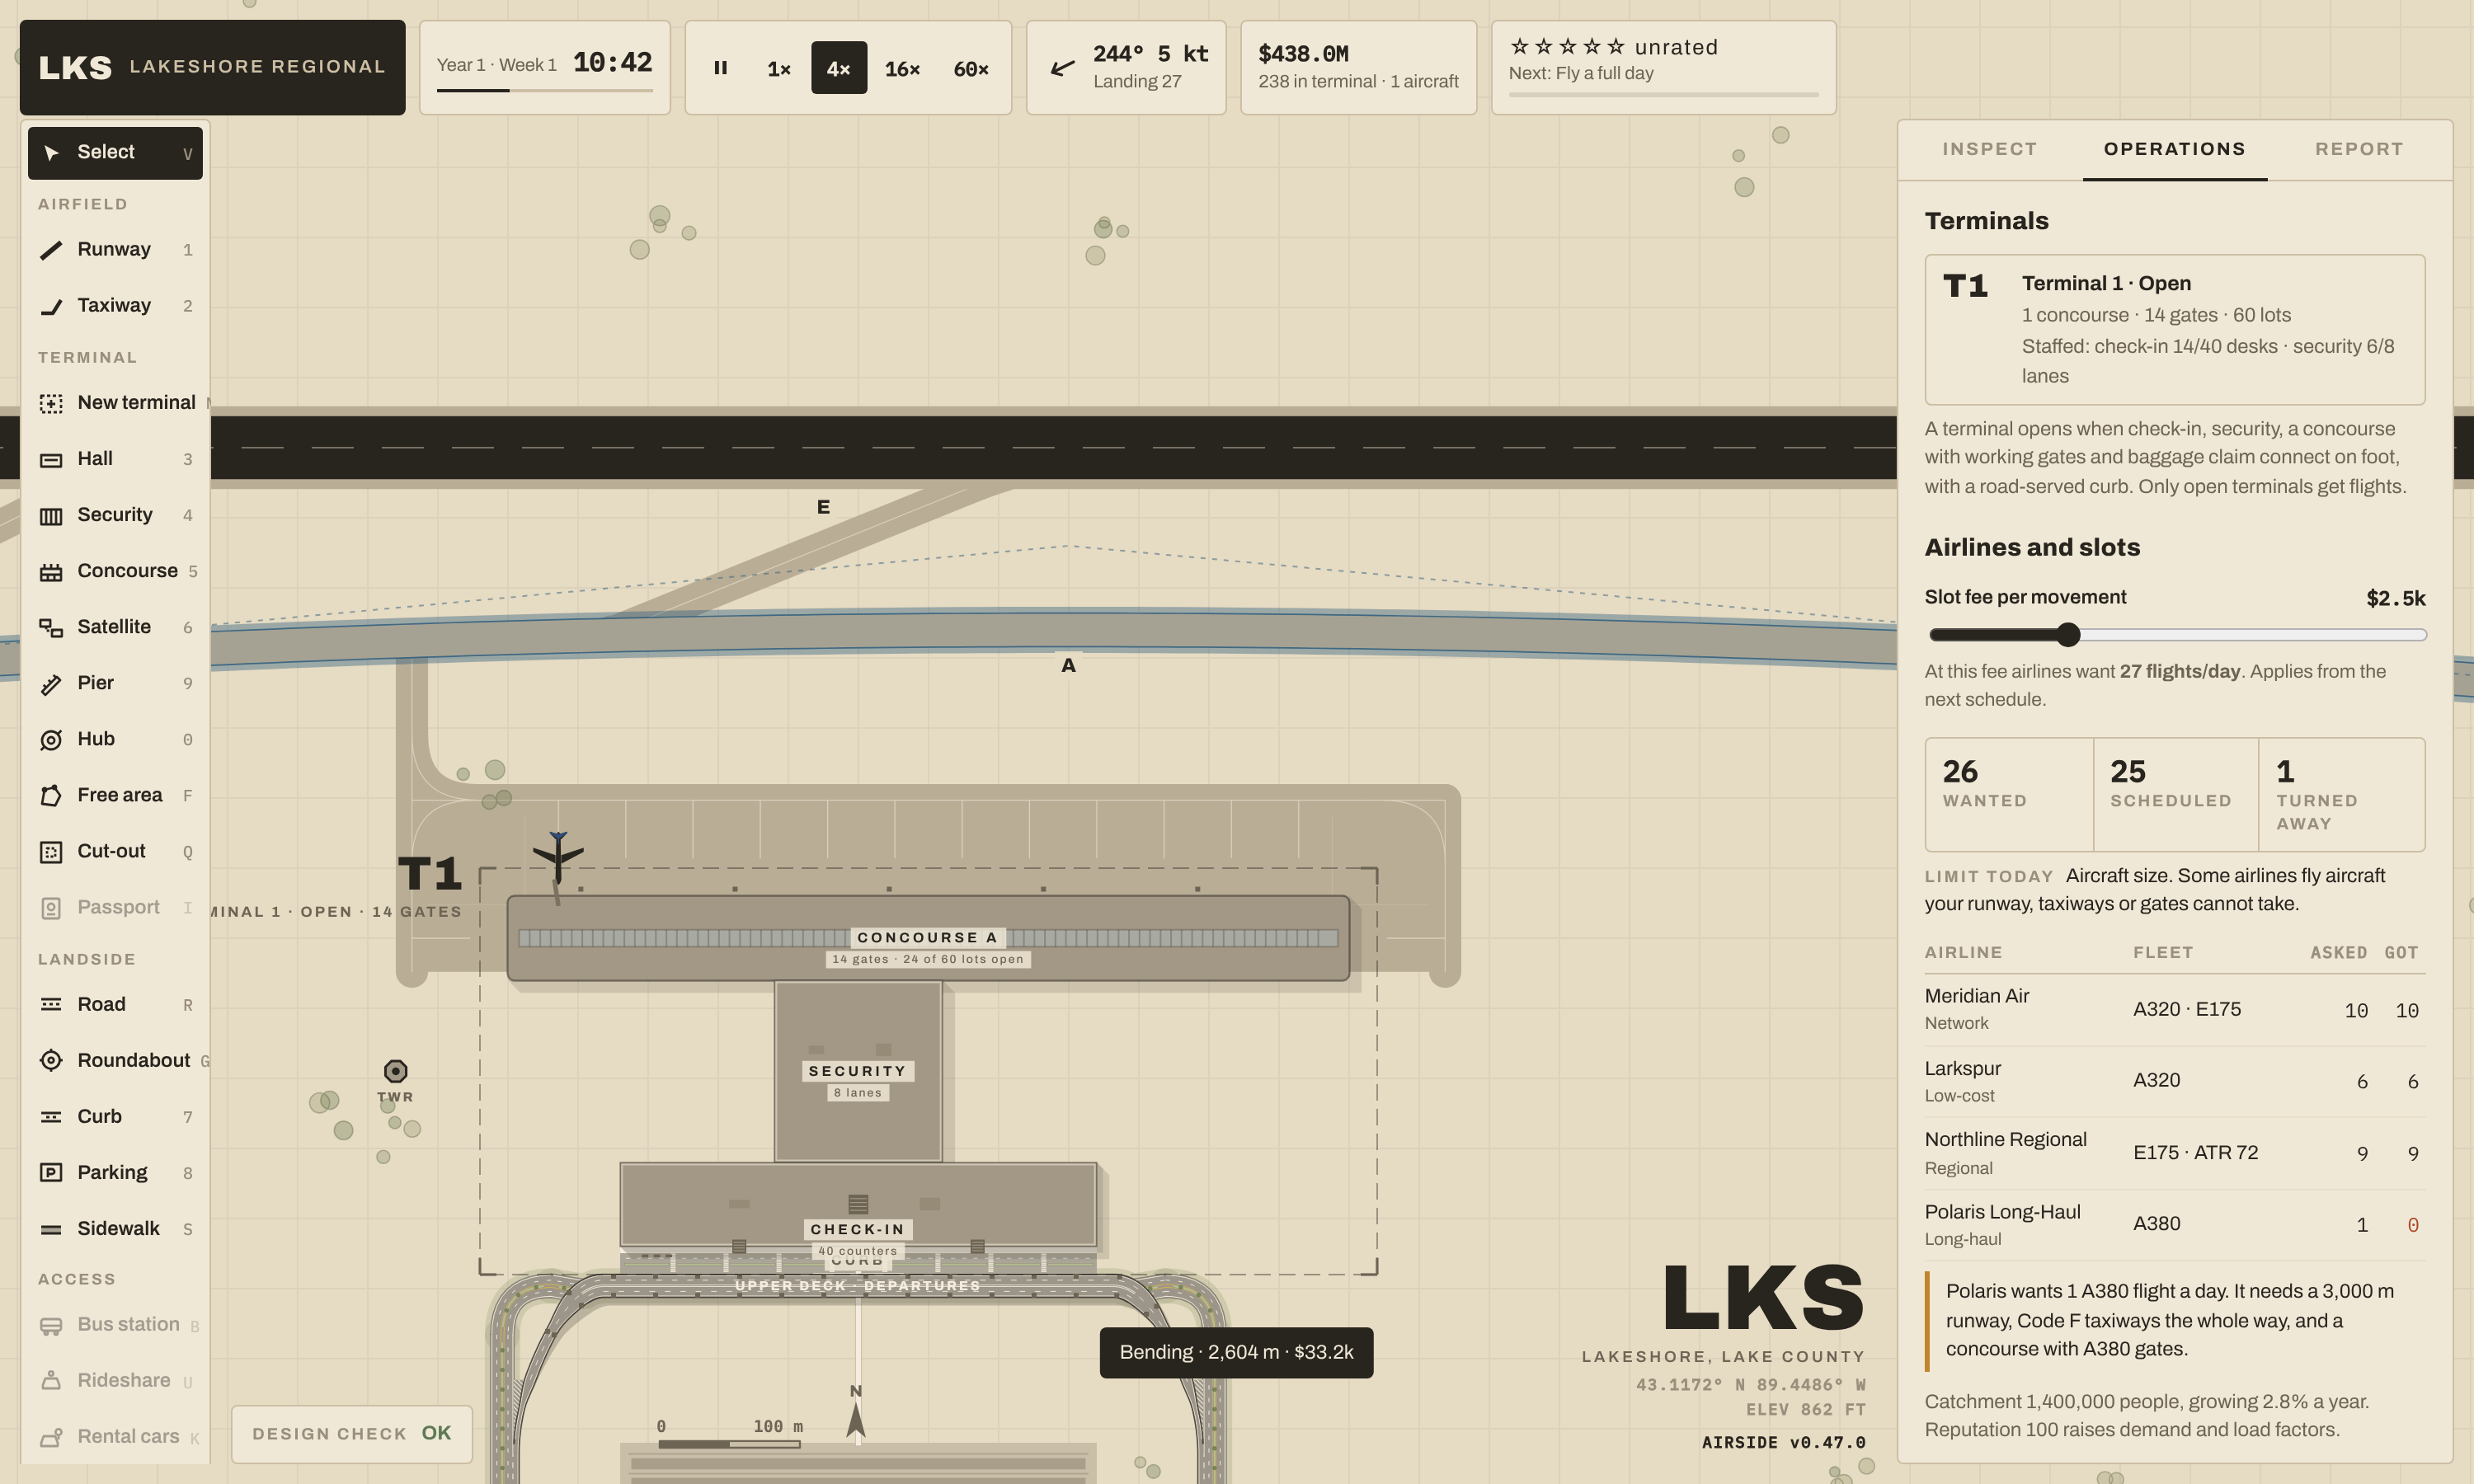 LKS LAKESHORE REGIONAL
Year 1 · Week 1 10:42
1× 4× 16× 60×
244° 5 kt
Landing 27
$438.0M
238 in terminal · 1 aircraft
☆☆☆☆☆ unrated
Next: Fly a full day
Select V
AIRFIELD
Runway 1
Taxiway 2
TERMINAL
New terminal
Hall 3
Security 4
Concourse 5
Satellite 6
Pier 9
Hub 0
Free area F
Cut-out Q
Passport I
LANDSIDE
Road R
Roundabout G
Curb 7
Parking 8
Sidewalk S
ACCESS
Bus station B
Rideshare U
Rental cars K
E
A
T1
MINAL 1 · OPEN · 14 GATES
CONCOURSE A
14 gates · 24 of 60 lots open
SECURITY
8 lanes
TWR
CHECK-IN
40 counters
CURB
UPPER DECK · DEPARTURES
Bending · 2,604 m · $33.2k
N
0 100 m
DESIGN CHECK OK
LKS
LAKESHORE, LAKE COUNTY
43.1172° N 89.4486° W
ELEV 862 FT
AIRSIDE v0.47.0
INSPECT OPERATIONS REPORT
Terminals
T1 Terminal 1 · Open
1 concourse · 14 gates · 60 lots
Staffed: check-in 14/40 desks · security 6/8
lanes
A terminal opens when check-in, security, a concourse
with working gates and baggage claim connect on foot,
with a road-served curb. Only open terminals get flights.
Airlines and slots
Slot fee per movement $2.5k
At this fee airlines want 27 flights/day. Applies from the
next schedule.
26 25 1
WANTED SCHEDULED TURNED
AWAY
LIMIT TODAY Aircraft size. Some airlines fly aircraft
your runway, taxiways or gates cannot take.
AIRLINE FLEET ASKED GOT
Meridian Air A320 · E175 10 10
Network
Larkspur A320 6 6
Low-cost
Northline Regional E175 · ATR 72 9 9
Regional
Polaris Long-Haul A380 1 0
Long-haul
Polaris wants 1 A380 flight a day. It needs a 3,000 m
runway, Code F taxiways the whole way, and a
concourse with A380 gates.
Catchment 1,400,000 people, growing 2.8% a year.
Reputation 100 raises demand and load factors.